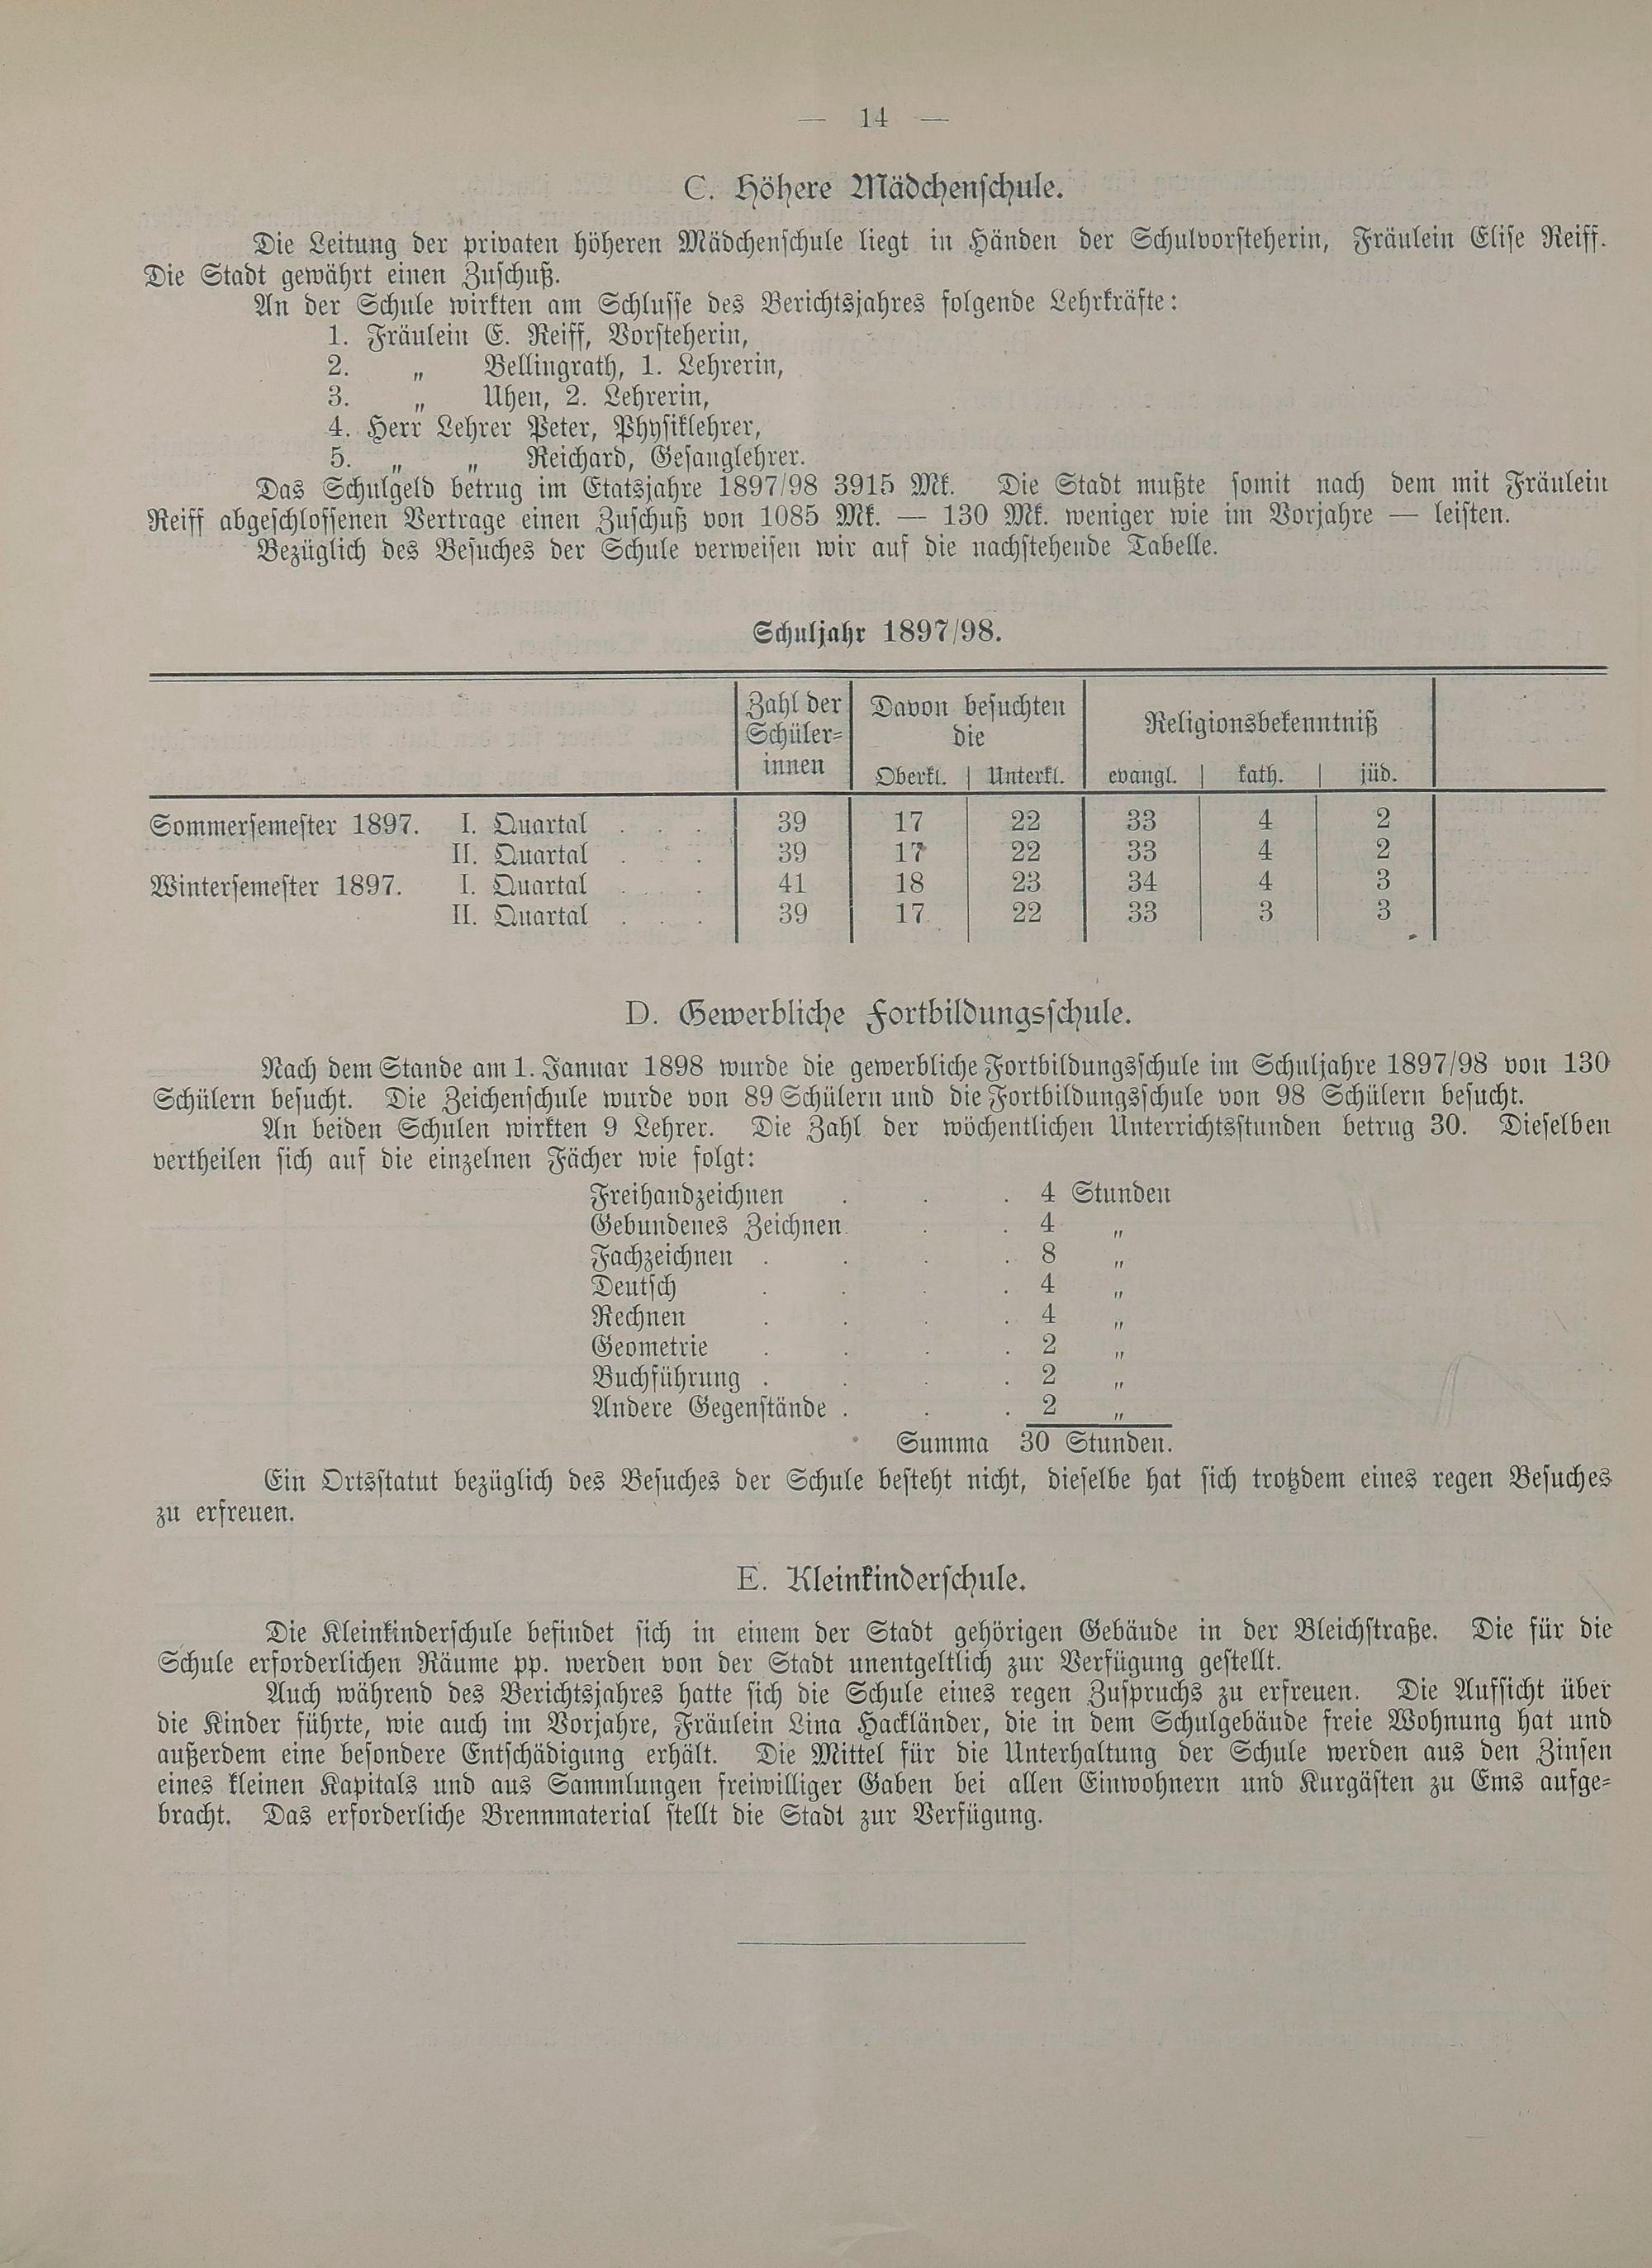 — 14 —
C. Höhere Mädchenschule.
Die Leitung der privaten höheren Mädchenschule liegt in Händen der Schulvorsteherin, Fräulein Elise Reiff.
Die Stadt gewährt einen Zuschuß.
An der Schule wirkten am Schlusse des Berichtsjahres folgende Lehrkräfte:
1. Fräulein E. Reiff, Vorsteherin,
2. „ Bellingrath, 1. Lehrerin,
3. „ Uhen, 2. Lehrerin,
4. Herr Lehrer Peter, Physiklehrer,
5. „ „ Reichard, Gesanglehrer.
Das Schulgeld betrug im Etatsjahre 1897/98 3915 Mk. Die Stadt mußte somit nach dem mit Fräulein
Reiff abgeschlossenen Vertrage einen Zuschuß von 1085 Mk. — 130 Mk. weniger wie im Vorjahre — leisten.
Bezüglich des Besuches der Schule verweisen wir auf die nachstehende Tabelle.
Schuljahr 1897/98.
Zahl der Davon besuchten
Schüler= die Religionsbekenntniß
innen Oberkl. Unterkl. evangl. kath. jüd.
Sommersemester 1897. I. Quartal . . . 39 17 22 33 4 2
II. Quartal . . . 39 17 22 33 4 2
Wintersemester 1897. I. Quartal . . . 41 18 23 34 4 3
II. Quartal . . . 39 17 22 33 3 3
D. Gewerbliche Fortbildungsschule.
Nach dem Stande am 1. Januar 1898 wurde die gewerbliche Fortbildungsschule im Schuljahre 1897/98 von 130
Schülern besucht. Die Zeichenschule wurde von 89 Schülern und die Fortbildungsschule von 98 Schülern besucht.
An beiden Schulen wirkten 9 Lehrer. Die Zahl der wöchentlichen Unterrichtsstunden betrug 30. Dieselben
vertheilen sich auf die einzelnen Fächer wie folgt:
Freihandzeichnen . . . 4 Stunden
Gebundenes Zeichnen . . . 4 „
Fachzeichnen . . . . 8 „
Deutsch . . . . 4 „
Rechnen . . . . 4 „
Geometrie . . . . 2 „
Buchführung . . . . 2 „
Andere Gegenstände . . . 2 „
Summa 30 Stunden.
Ein Ortsstatut bezüglich des Besuches der Schule besteht nicht, dieselbe hat sich trotzdem eines regen Besuches
zu erfreuen.
E. Kleinkinderschule.
Die Kleinkinderschule befindet sich in einem der Stadt gehörigen Gebäude in der Bleichstraße. Die für die
Schule erforderlichen Räume pp. werden von der Stadt unentgeltlich zur Verfügung gestellt.
Auch während des Berichtsjahres hatte sich die Schule eines regen Zuspruchs zu erfreuen. Die Aufsicht über
die Kinder führte, wie auch im Vorjahre, Fräulein Lina Hackländer, die in dem Schulgebäude freie Wohnung hat und
außerdem eine besondere Entschädigung erhält. Die Mittel für die Unterhaltung der Schule werden aus den Zinsen
eines kleinen Kapitals und aus Sammlungen freiwilliger Gaben bei allen Einwohnern und Kurgästen zu Ems aufge=
bracht. Das erforderliche Brennmaterial stellt die Stadt zur Verfügung.